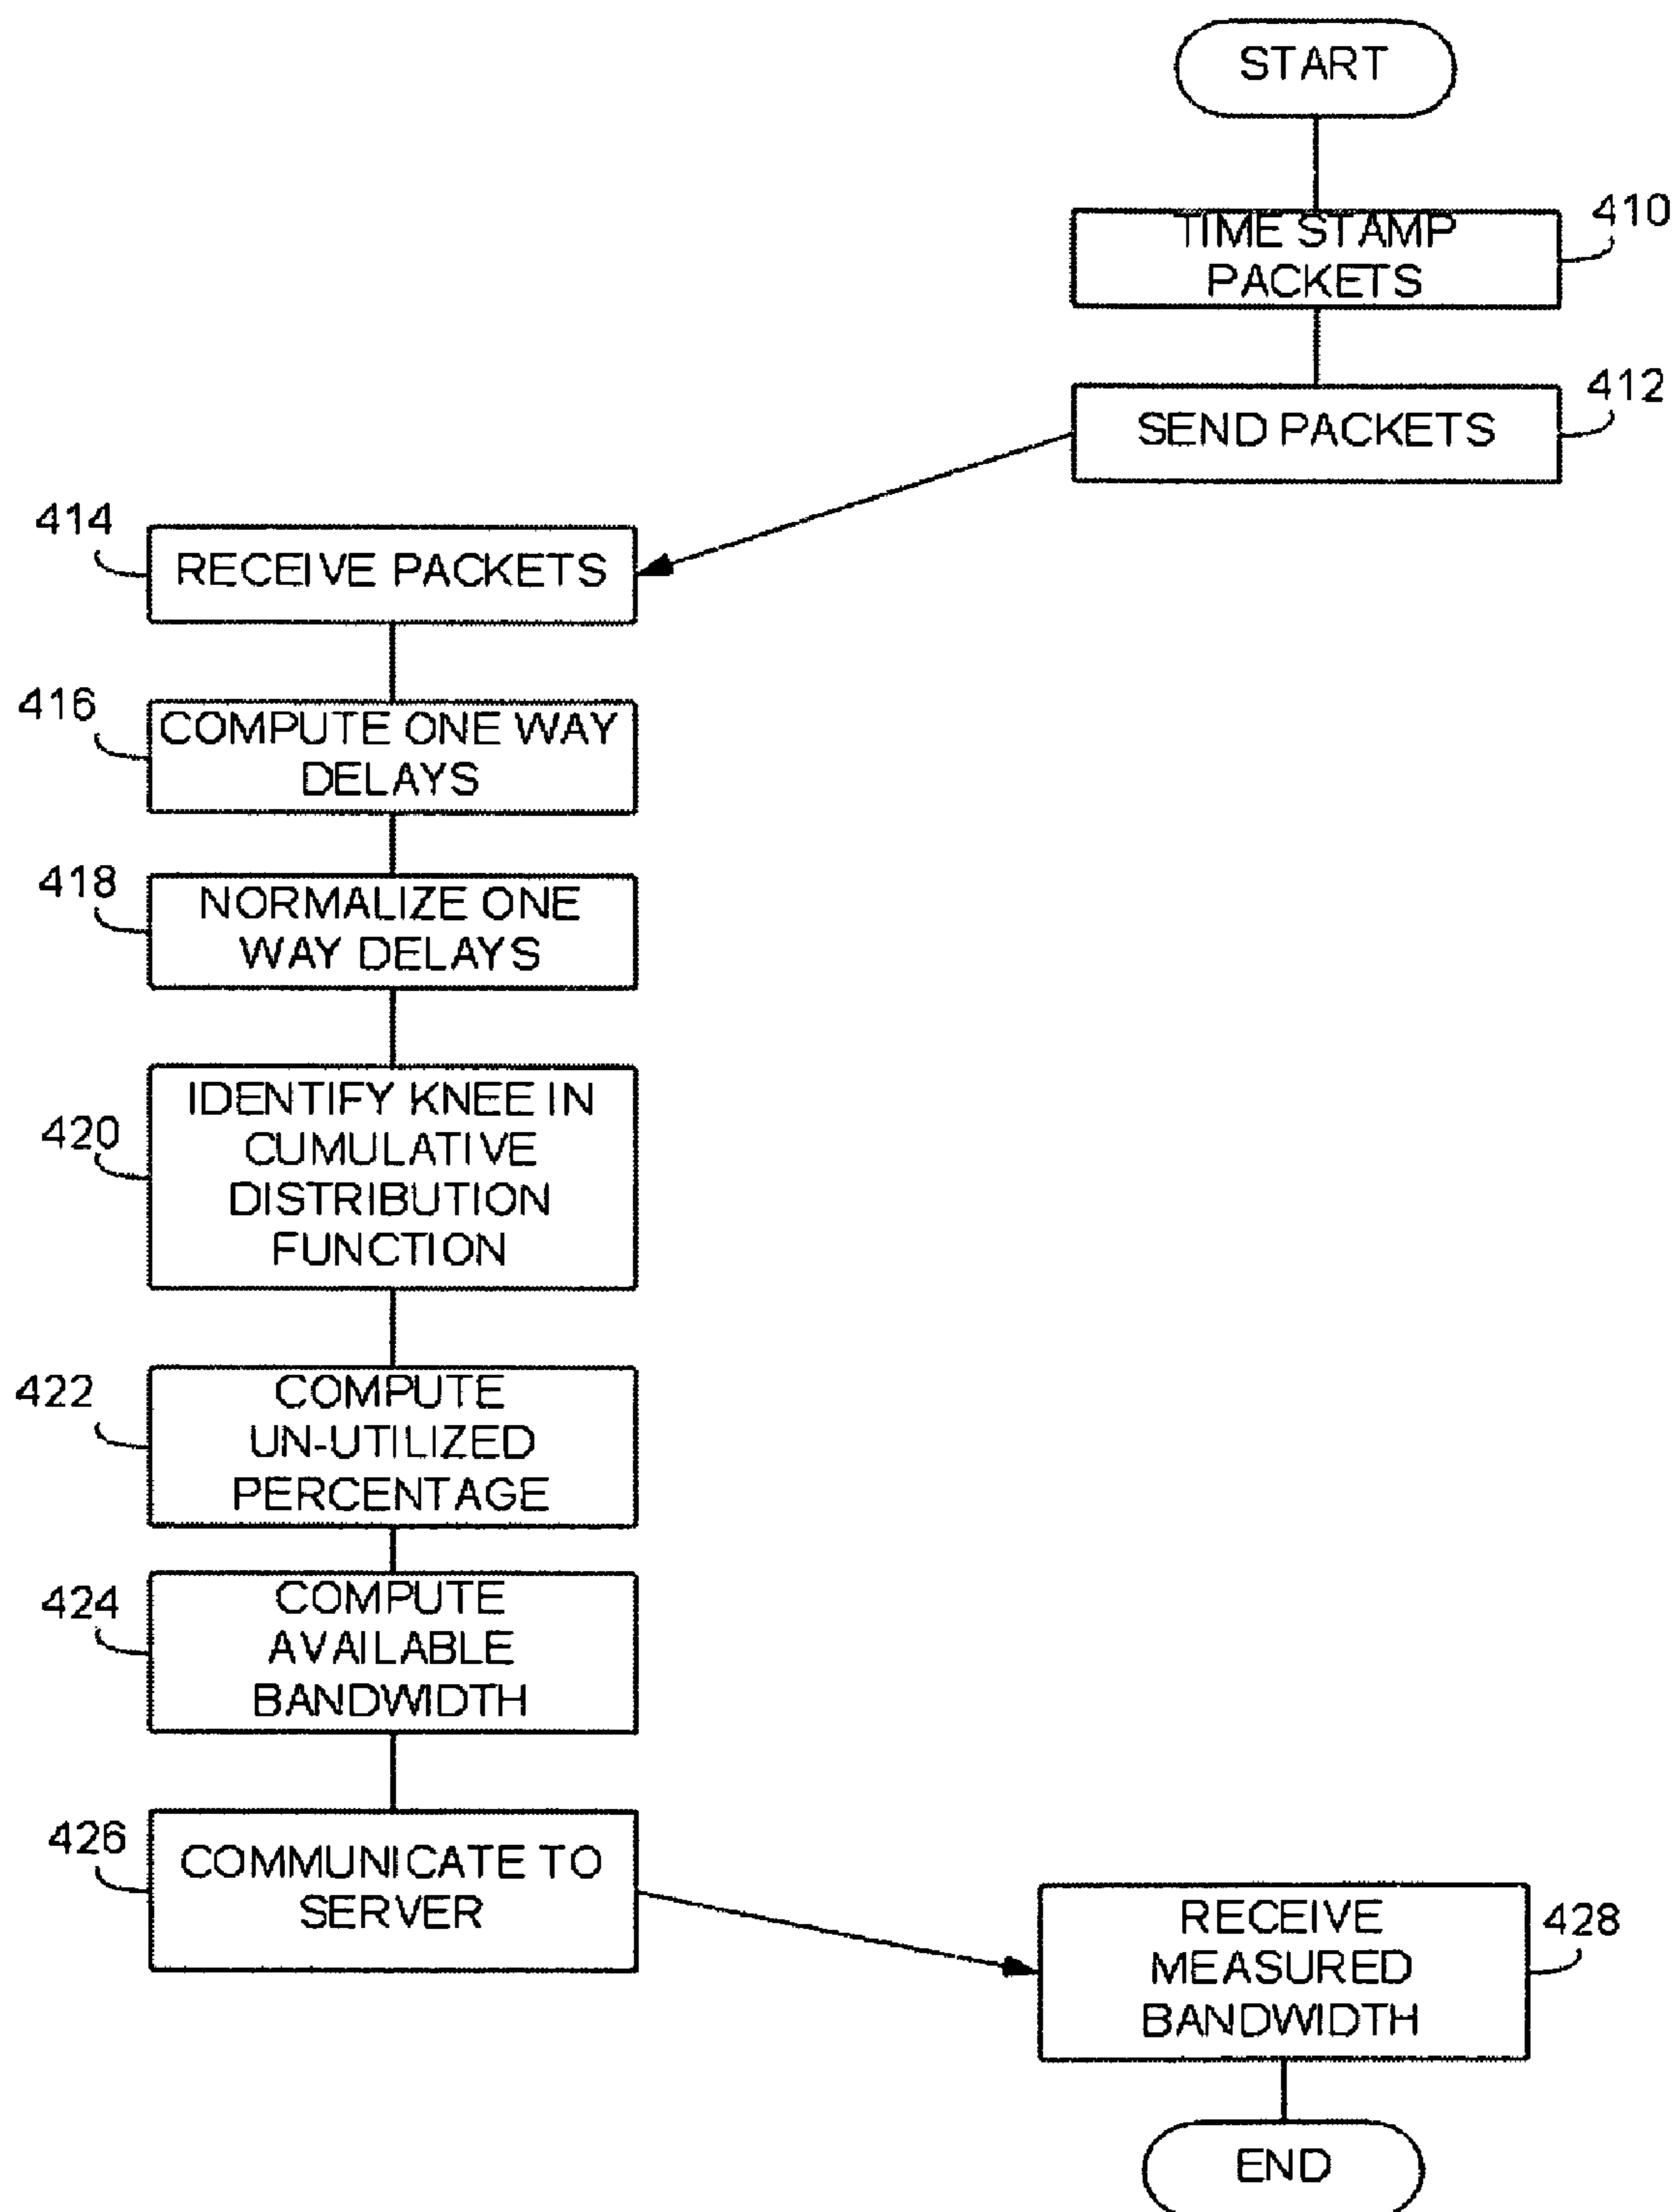 START
410
TIME STAMP
PACKETS
412
SEND PACKETS
414
RECEIVE PACKETS
416
COMPUTE ONE WAY
DELAYS
418
NORMALIZE ONE
WAY DELAYS
420
IDENTIFY KNEE IN
CUMULATIVE
DISTRIBUTION
FUNCTION
422
COMPUTE
UN-UTILIZED
PERCENTAGE
424
COMPUTE
AVAILABLE
BANDWIDTH
426
COMMUNICATE TO
SERVER
428
RECEIVE
MEASURED
BANDWIDTH
END